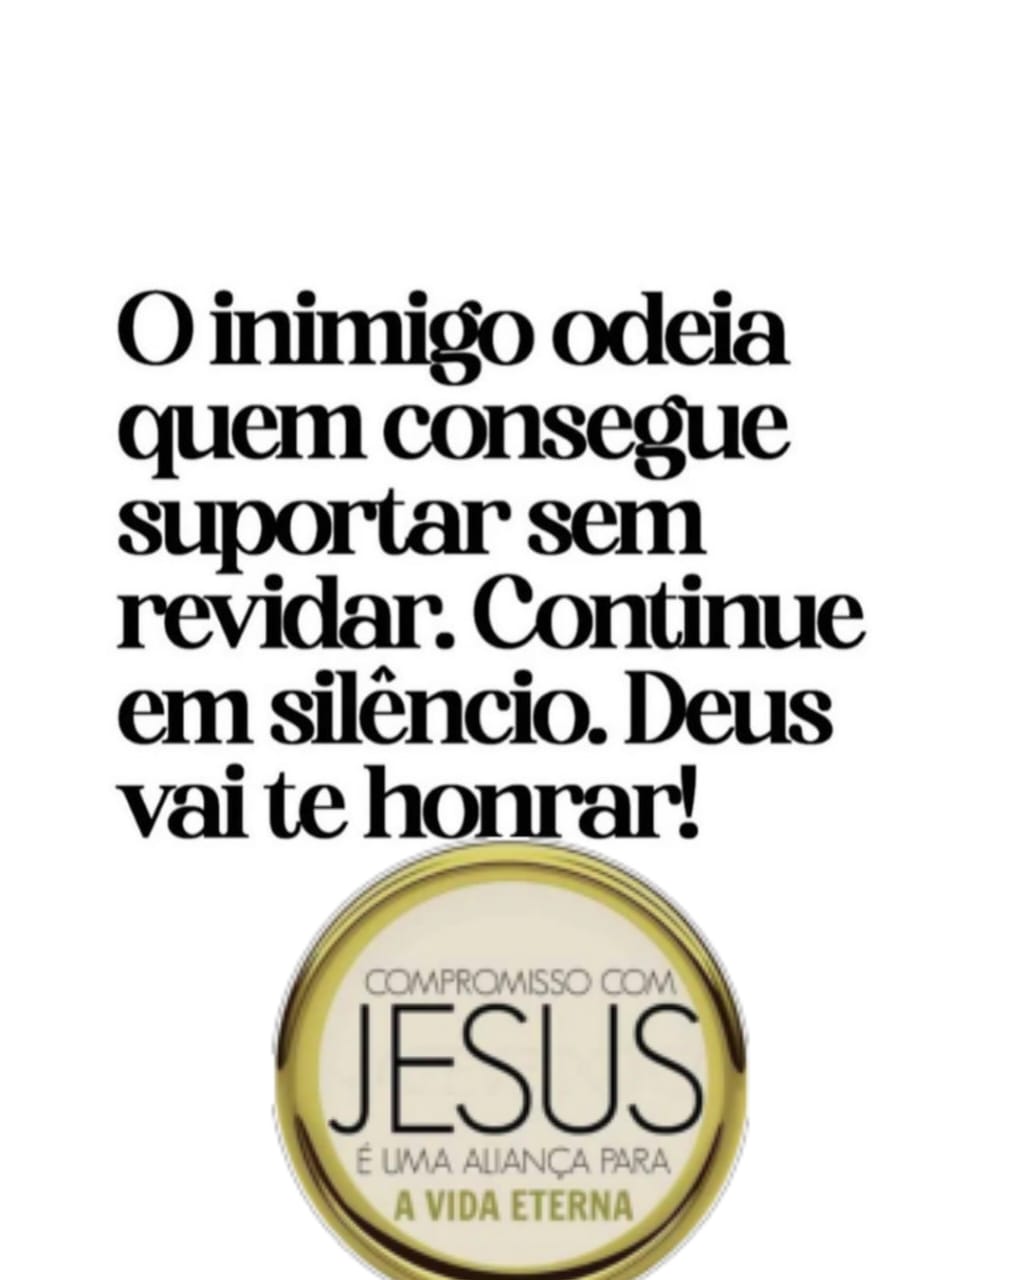 O inimigo odeia
quem consegue
suportar sem
revidar. Continue
em silêncio. Deus
vai te honrar!
COMPROMISSO COM
JESUS
É UMA ALIANÇA PARA
A VIDA ETERNA